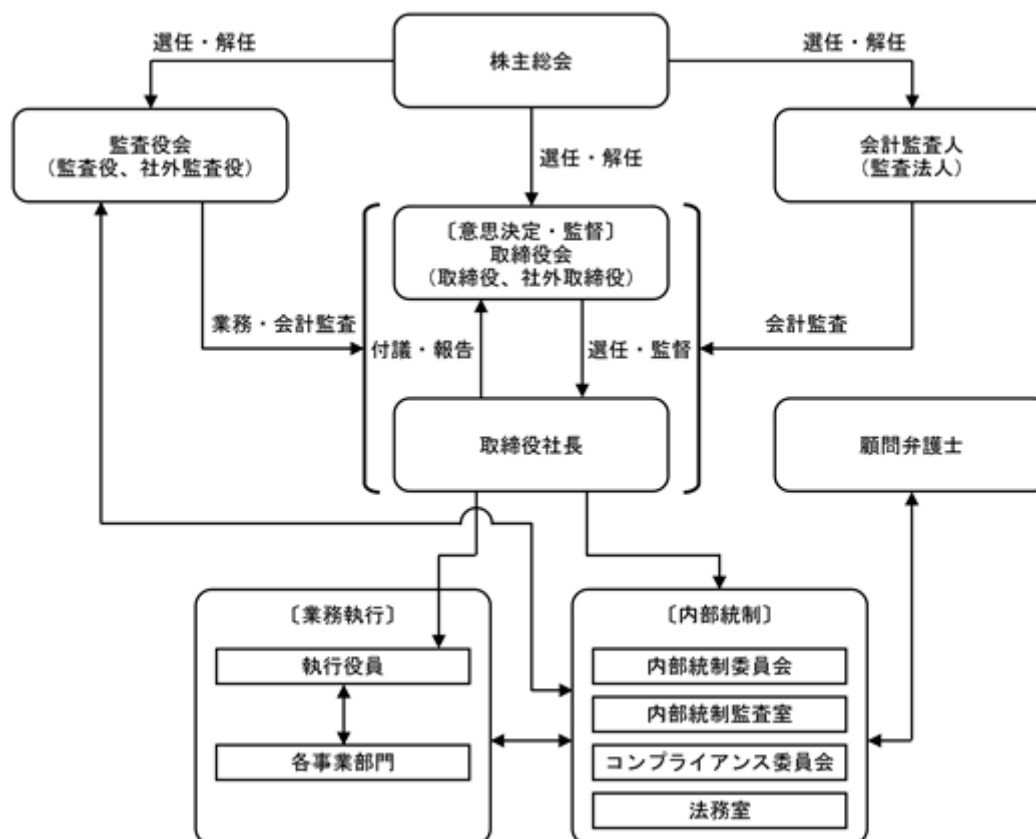 選任・解任
株主総会
選任・解任
監査役会
(監査役、社外監査役)
選任・解任
会計監査人
(監査法人)
〔意思決定・監督〕
取締役会
(取締役、社外取締役)
業務・会計監査
付議・報告
選任・監督
会計監査
取締役社長
顧問弁護士
〔業務執行〕
執行役員
各事業部門
〔内部統制〕
内部統制委員会
内部統制監査室
コンプライアンス委員会
法務室